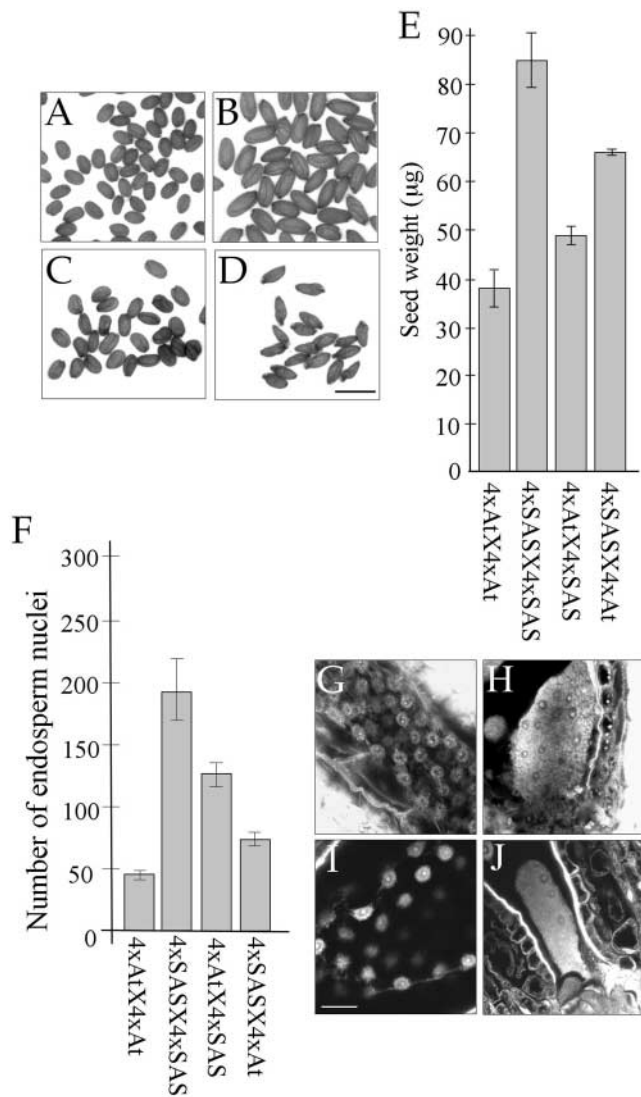 A
B
C
D
E
Seed weight (µg)
90
80
70
60
50
40
30
20
10
0
4xAtX4xAt
4xSASX4xSAS
4xAtX4xSAS
4xSASX4xAt
F
Number of endosperm nuclei
300
250
200
150
100
50
0
4xAtX4xAt
4xSASX4xSAS
4xAtX4xSAS
4xSASX4xAt
G
H
I
J